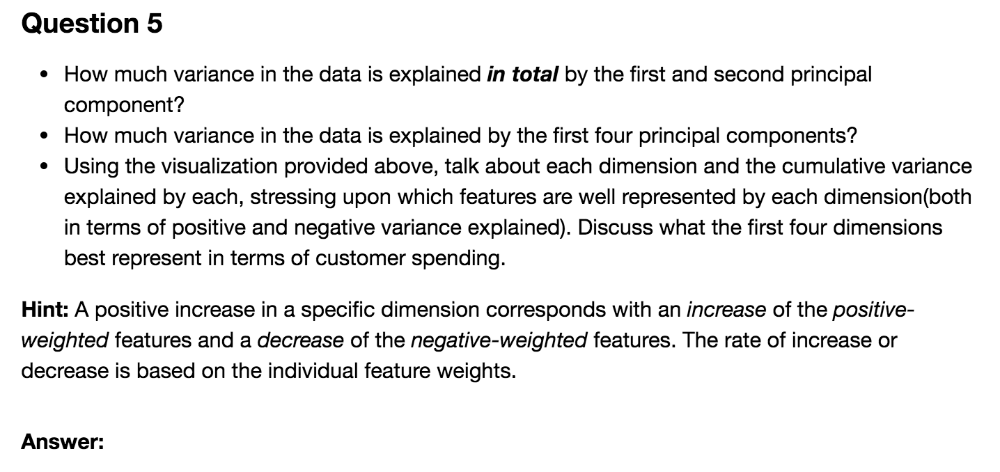 Question 5
• How much variance in the data is explained in total by the first and second principal
component?
• How much variance in the data is explained by the first four principal components?
• Using the visualization provided above, talk about each dimension and the cumulative variance
explained by each, stressing upon which features are well represented by each dimension(both
in terms of positive and negative variance explained). Discuss what the first four dimensions
best represent in terms of customer spending.
Hint: A positive increase in a specific dimension corresponds with an increase of the positive-
weighted features and a decrease of the negative-weighted features. The rate of increase or
decrease is based on the individual feature weights.
Answer: